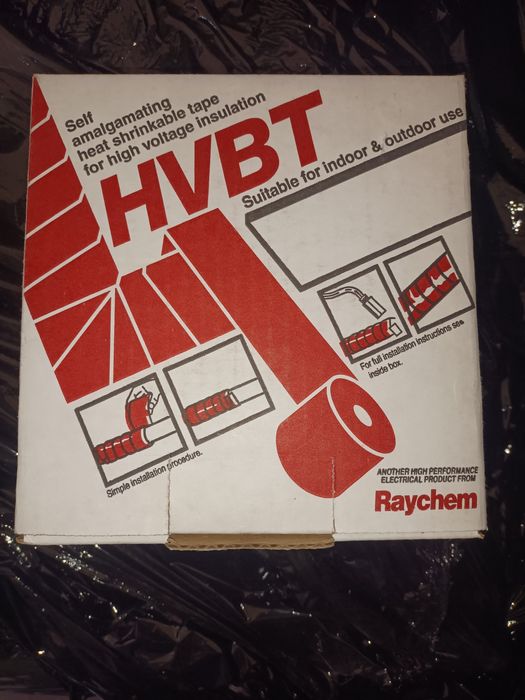 Self
amalgamating
heat shrinkable tape
for high voltage insulation
HVBT
Suitable for indoor & outdoor use
For full installation instructions see
inside box.
Simple installation procedure.
ANOTHER HIGH PERFORMANCE
ELECTRICAL PRODUCT FROM
Raychem